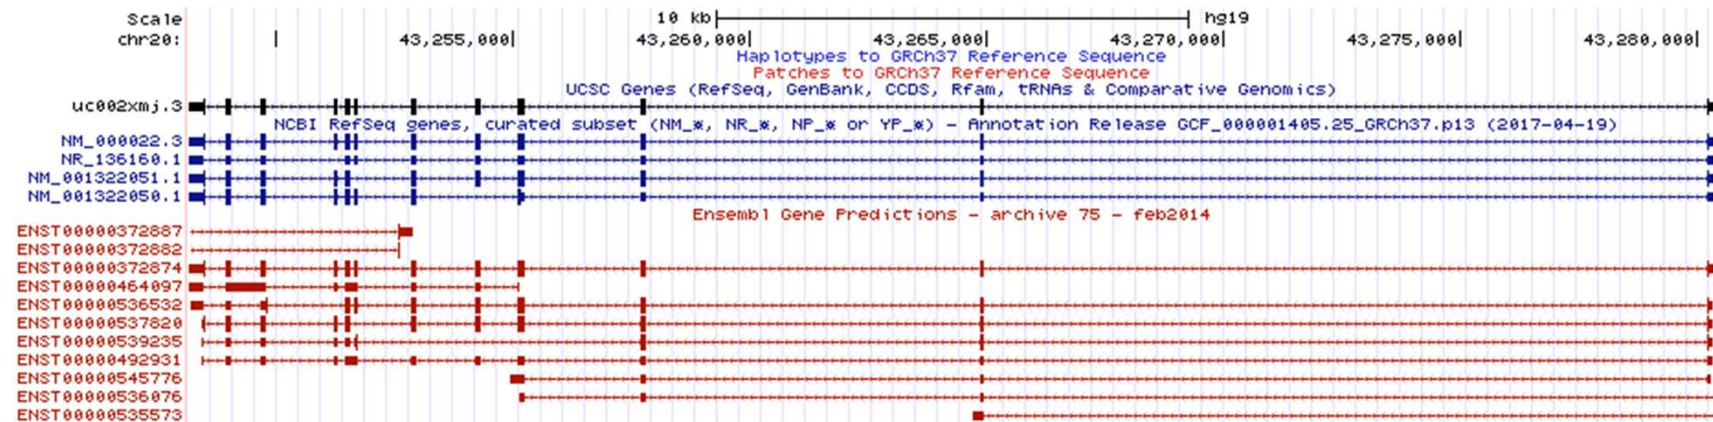 Scale 10 kb hg19
chr20: 43,255,000 43,260,000 43,265,000 43,270,000 43,275,000 43,280,000
Haplotypes to GRCh37 Reference Sequence
Patches to GRCh37 Reference Sequence
UCSC Genes (RefSeq, GenBank, CCDS, Rfam, tRNAs & Comparative Genomics)
uc002xmj.3
NCBI RefSeq genes, curated subset (NM_*, NR_*, NP_* or YP_*) - Annotation Release GCF_000001405.25_GRCh37.p13 (2017-04-19)
NM_000022.3
NR_136160.1
NM_001322051.1
NM_001322050.1
Ensembl Gene Predictions - archive 75 - feb2014
ENST00000372887
ENST00000372882
ENST00000372874
ENST00000464097
ENST00000536532
ENST00000537820
ENST00000539235
ENST00000492931
ENST00000545776
ENST00000536076
ENST00000535573